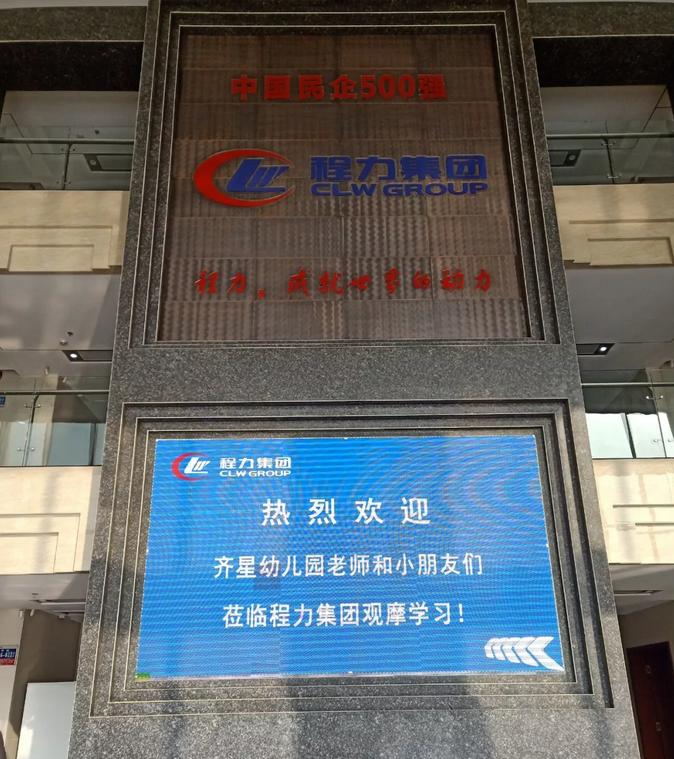 中国民企500强
程力集团
CLW GROUP
程力。成就世界的动力
程力集团
CLW GROUP
热烈欢迎
齐星幼儿园老师和小朋友们
莅临程力集团观摩学习！